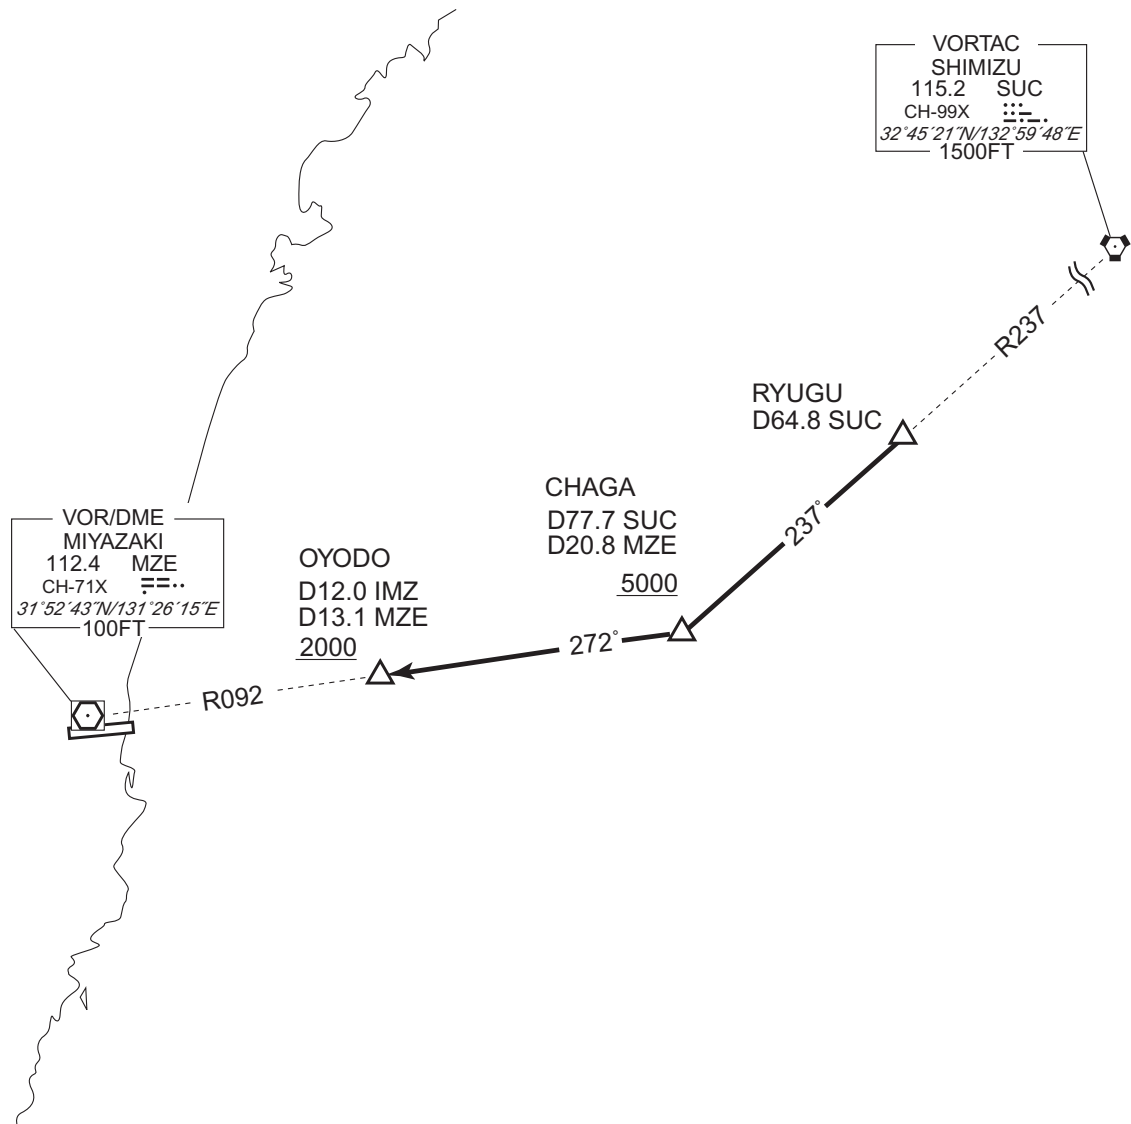 VORTAC
SHIMIZU
115.2 SUC
CH-99X
32°45´21˝N/132°59´48˝E
1500FT
R237
RYUGU
D64.8 SUC
237°
CHAGA
D77.7 SUC
D20.8 MZE
5000
272°
OYODO
D12.0 IMZ
D13.1 MZE
2000
R092
VOR/DME
MIYAZAKI
112.4 MZE
CH-71X
31°52´43˝N/131°26´15˝E
100FT